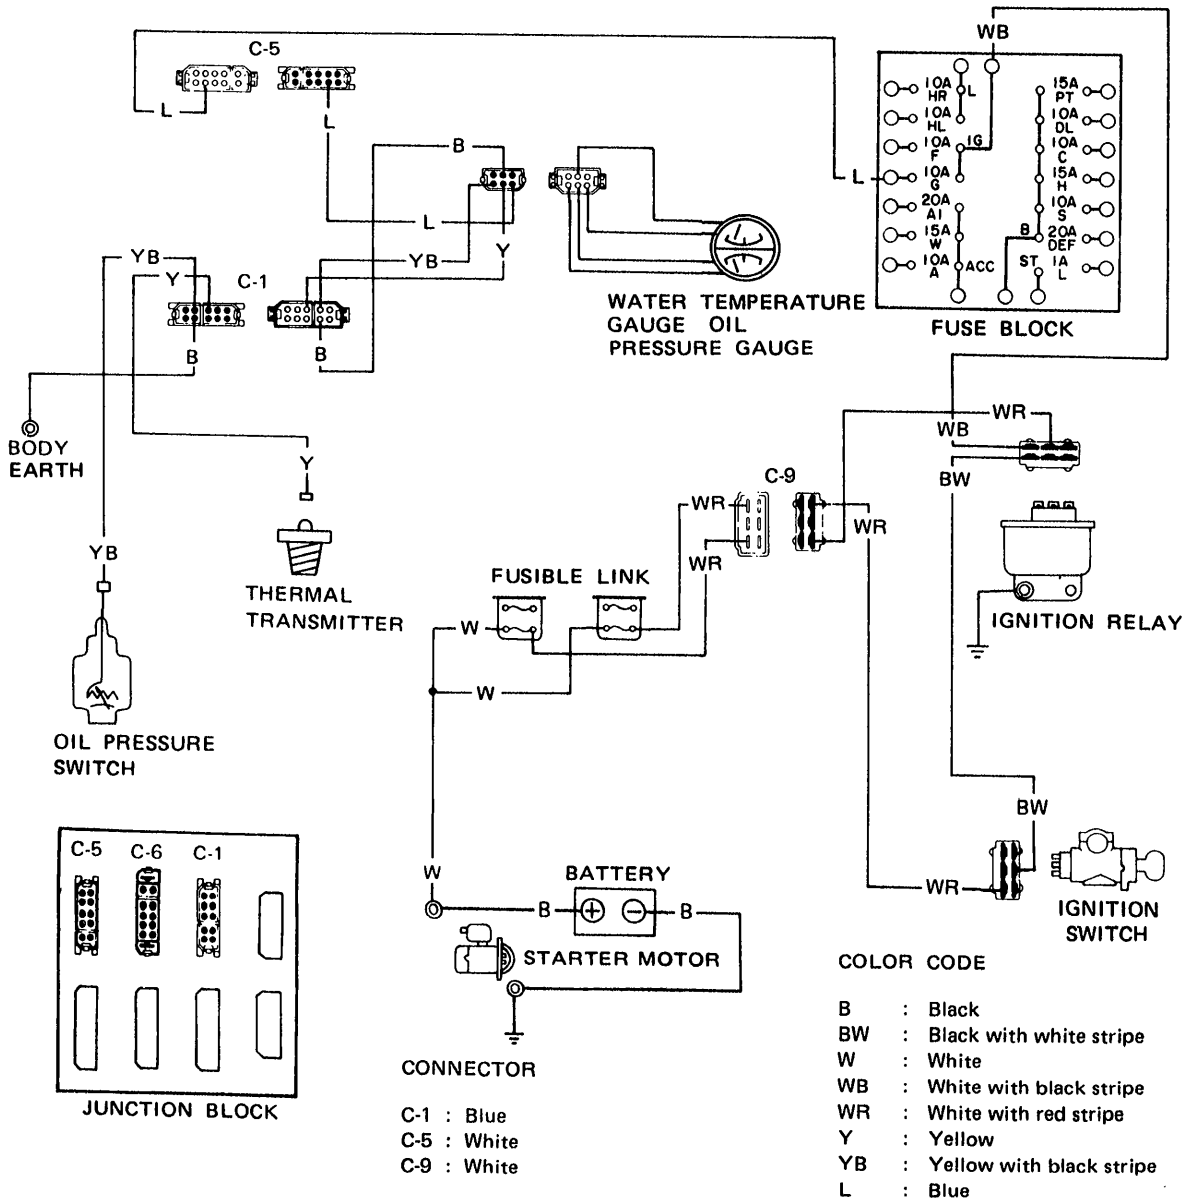 C-5
L
L
WB
10A
HR
L
15A
PT
10A
HL
10A
DL
10A
F
IG
10A
C
L
10A
G
15A
H
20A
A1
10A
S
15A
W
B
20A
DEF
10A
A
ACC
ST
1A
L
FUSE BLOCK
B
L
YB
Y
YB
Y
C-1
B
B
WATER TEMPERATURE
GAUGE OIL
PRESSURE GAUGE
BODY
EARTH
Y
YB
THERMAL
TRANSMITTER
OIL PRESSURE
SWITCH
WR
WB
BW
C-9
WR
WR
WR
FUSIBLE LINK
W
W
IGNITION RELAY
BW
WR
IGNITION
SWITCH
W
BATTERY
B
B
STARTER MOTOR
C-5 C-6 C-1
JUNCTION BLOCK
CONNECTOR
C-1 : Blue
C-5 : White
C-9 : White
COLOR CODE
B : Black
BW : Black with white stripe
W : White
WB : White with black stripe
WR : White with red stripe
Y : Yellow
YB : Yellow with black stripe
L : Blue